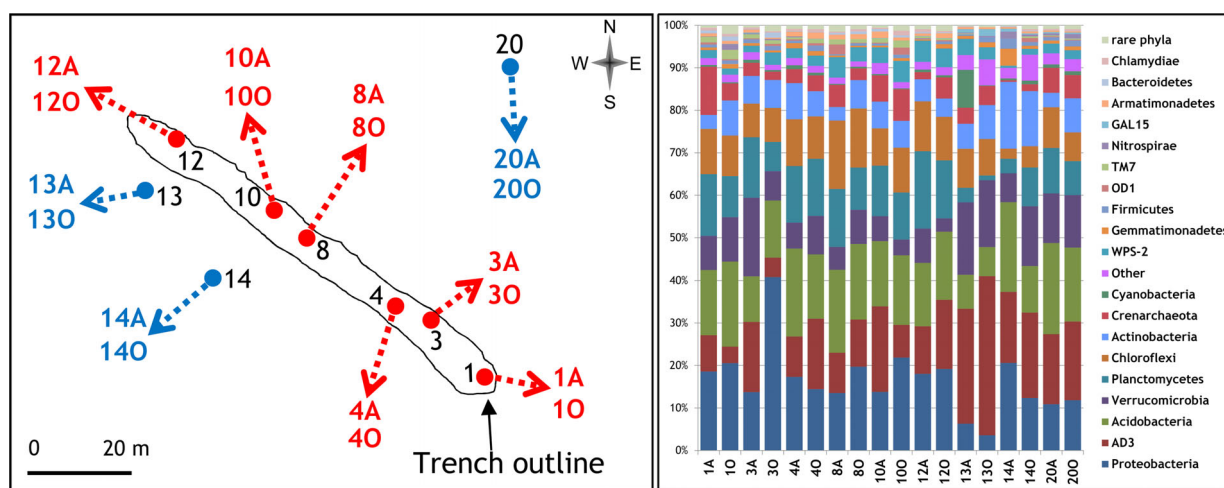 N
W E
S
20
20A
20O
12A
12O
10A
10O
8A
8O
12
13A
13O
13
10
8
14
14A
14O
3A
3O
4
3
1
1A
1O
4A
4O
0 20 m
Trench outline
100%
90%
80%
70%
60%
50%
40%
30%
20%
10%
0%
1A 1O 3A 3O 4A 4O 8A 8O 10A 10O 12A 12O 13A 13O 14A 14O 20A 20O
rare phyla
Chlamydiae
Bacteroidetes
Armatimonadetes
GAL15
Nitrospirae
TM7
OD1
Firmicutes
Gemmatimonadetes
WPS-2
Other
Cyanobacteria
Crenarchaeota
Actinobacteria
Chloroflexi
Planctomycetes
Verrucomicrobia
Acidobacteria
AD3
Proteobacteria